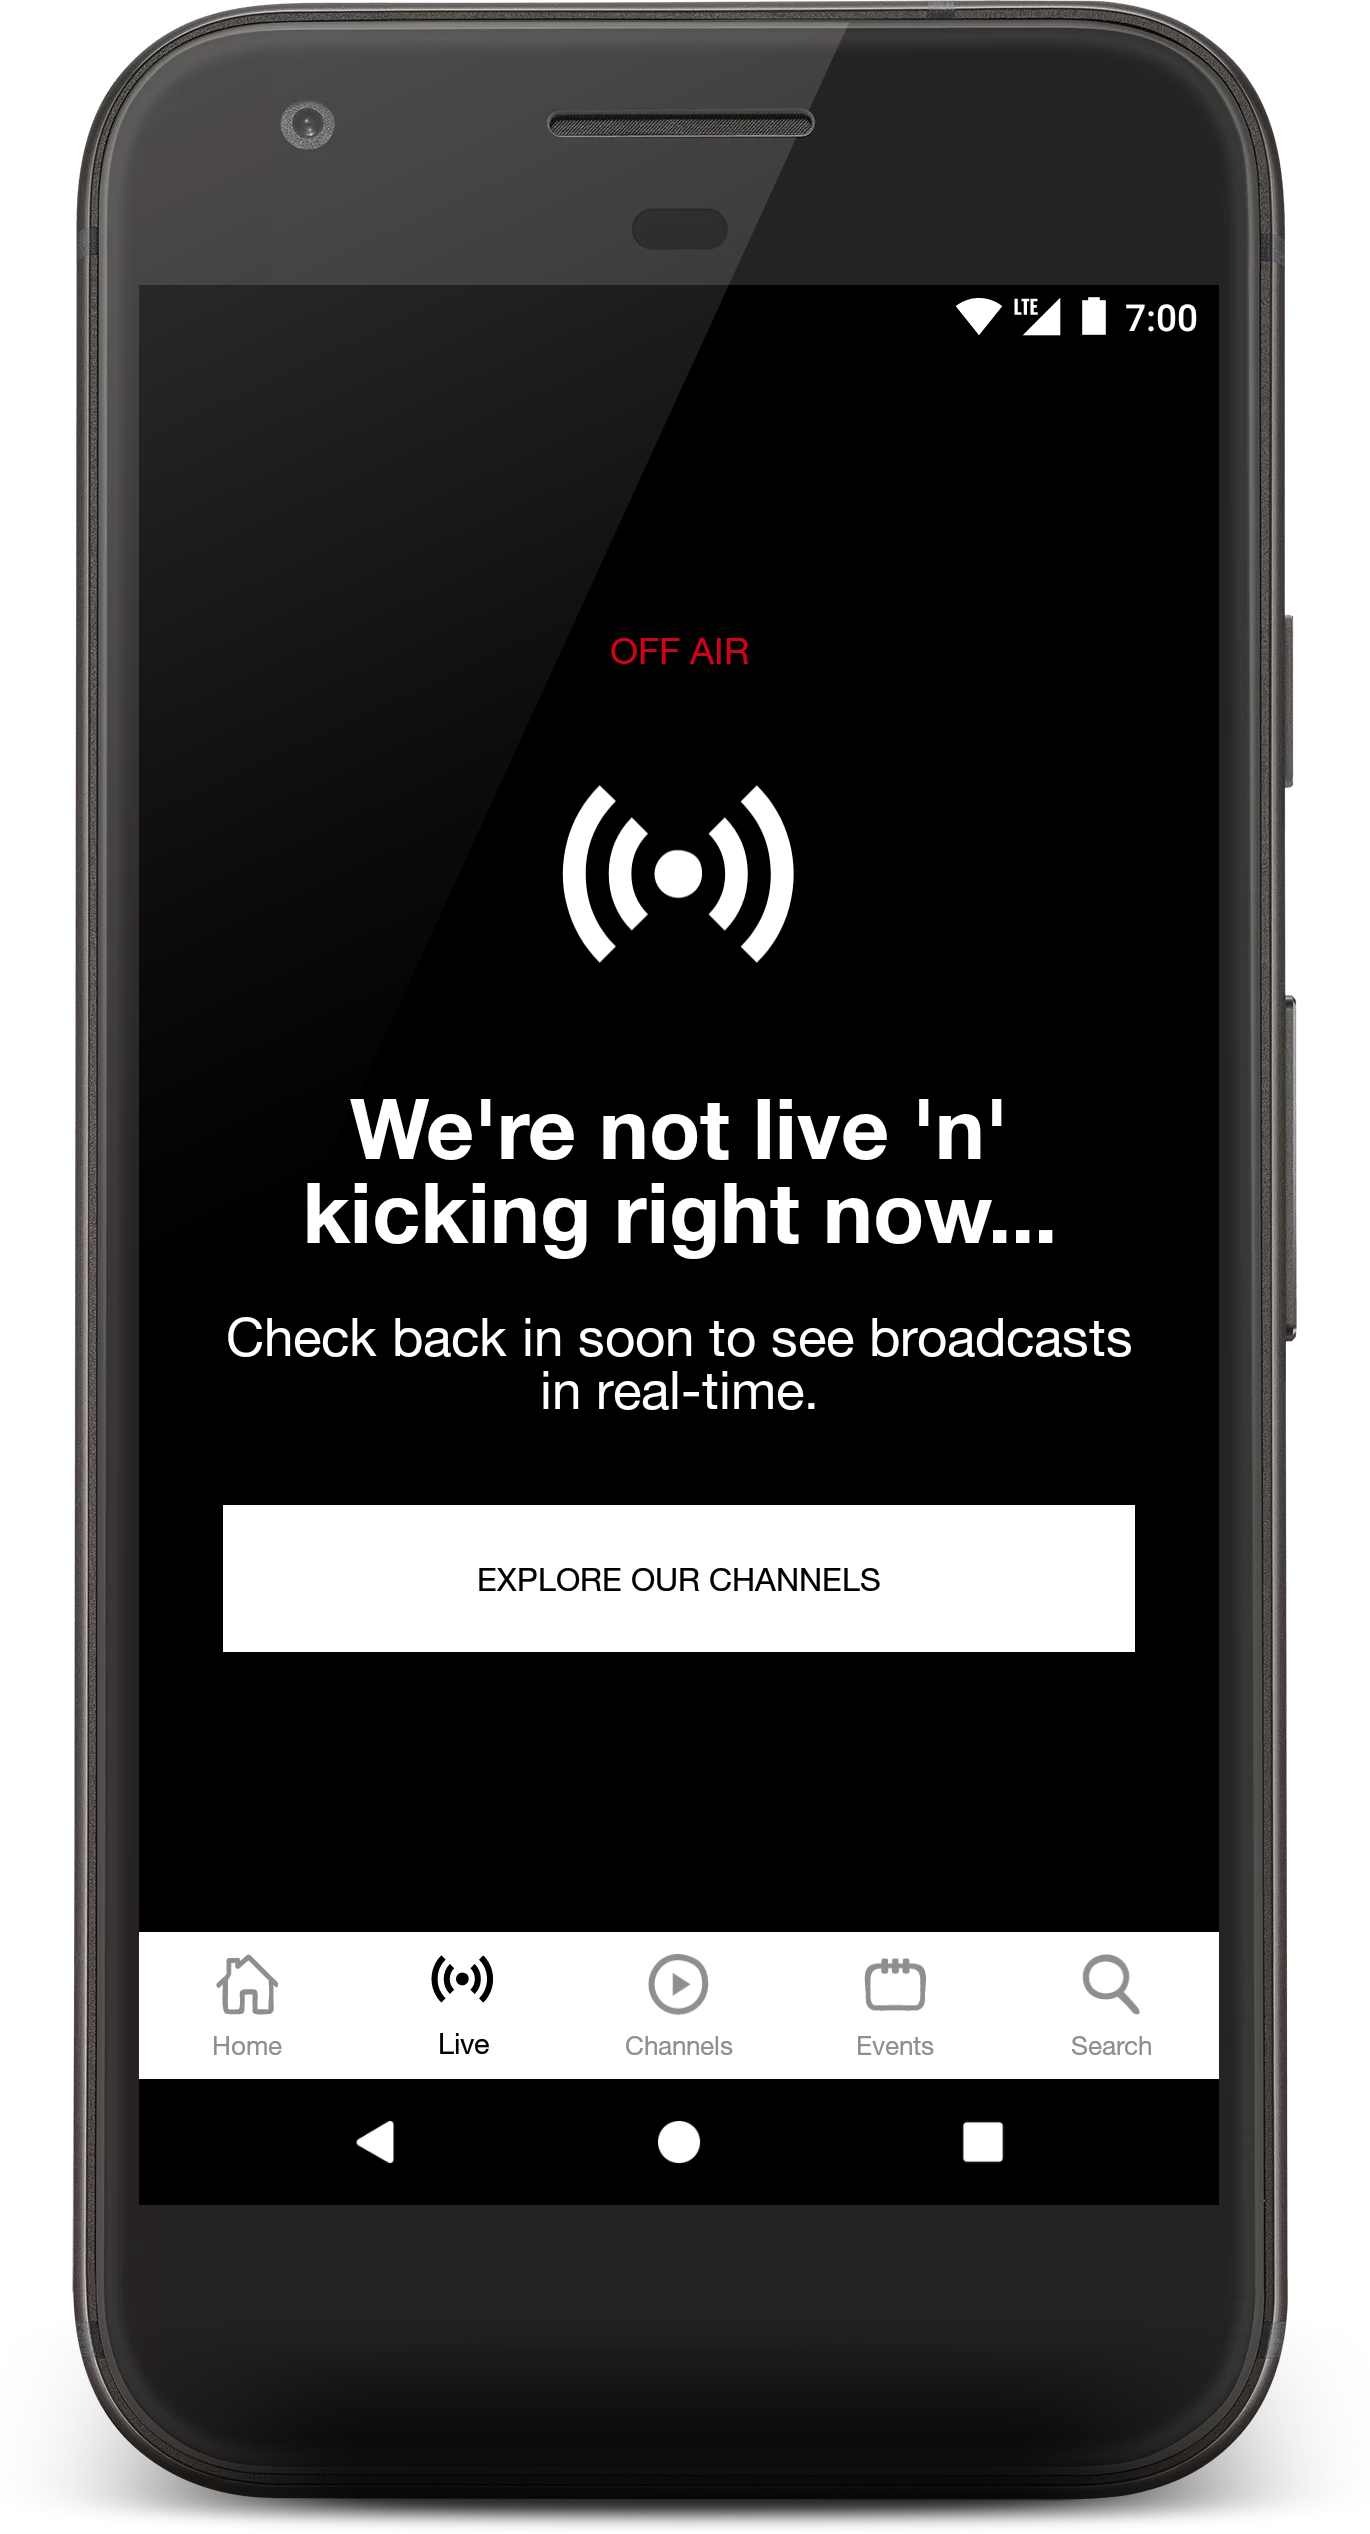 LTE 7:00
OFF AIR
We're not live 'n'
kicking right now...
Check back in soon to see broadcasts
in real-time.
EXPLORE OUR CHANNELS
Home Live Channels Events Search